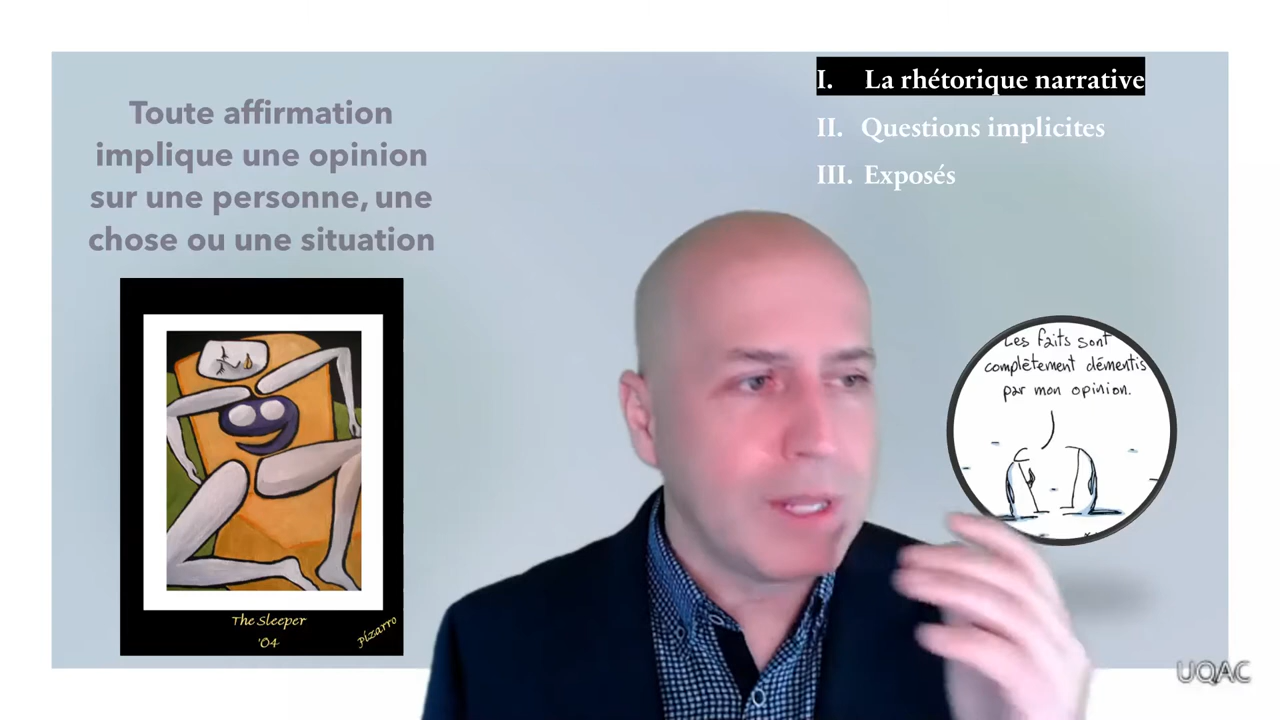 Toute affirmation
implique une opinion
sur une personne, une
chose ou une situation
I. La rhétorique narrative
II. Questions implicites
III. Exposés
Les faits sont
complètement démentis
par mon opinion.
The Sleeper
'04
Pizarro
UQAC